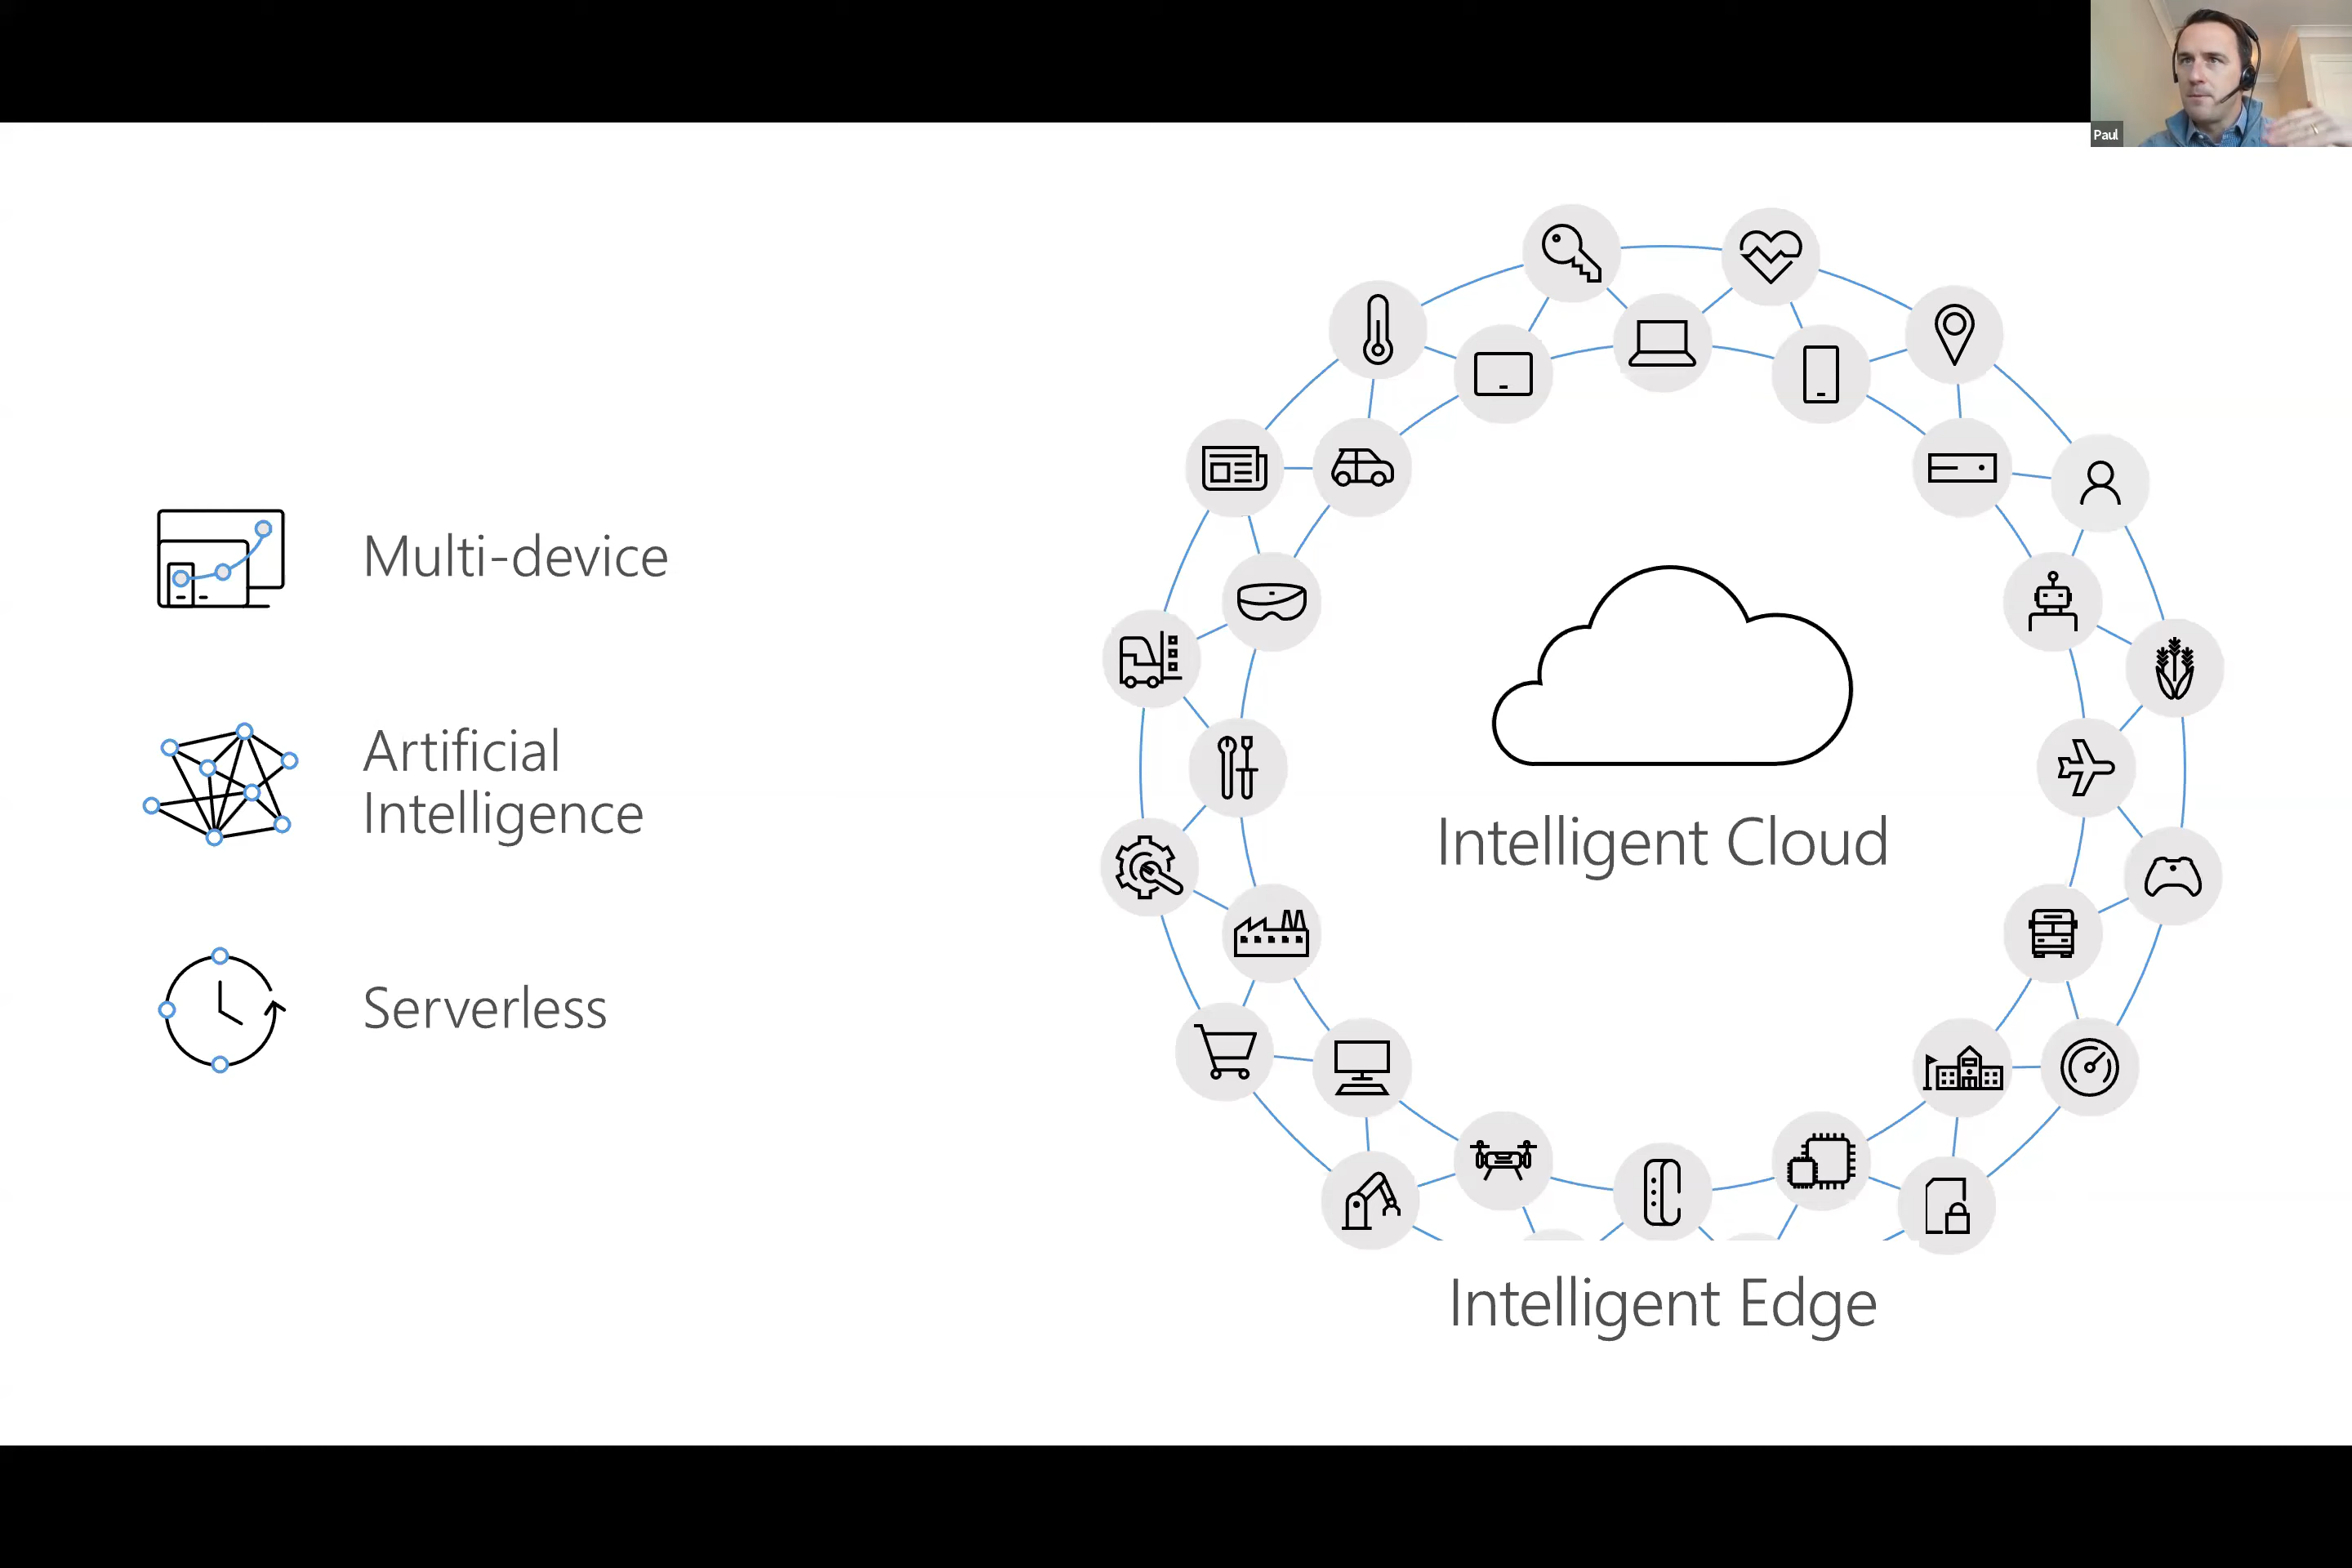 Paul
Multi-device
Artificial
Intelligence
Serverless
Intelligent Cloud
Intelligent Edge